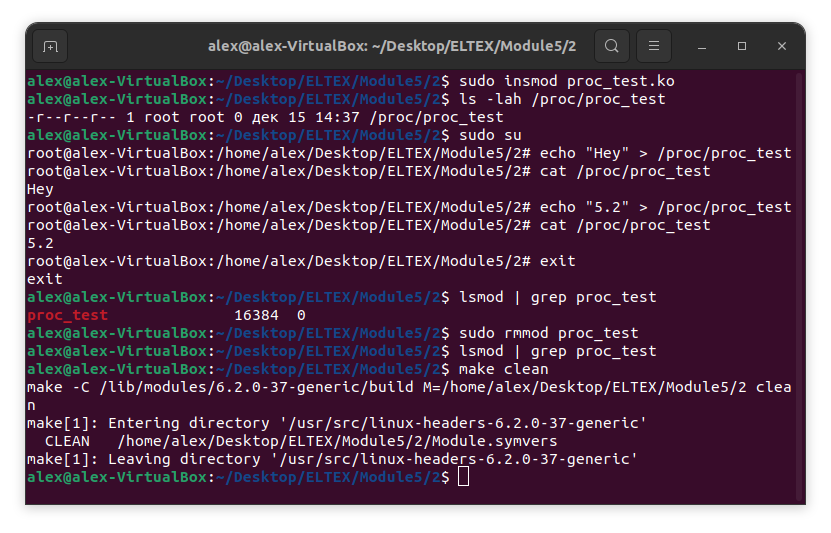 alex@alex-VirtualBox: ~/Desktop/ELTEX/Module5/2
alex@alex-VirtualBox:~/Desktop/ELTEX/Module5/2$ sudo insmod proc_test.ko
alex@alex-VirtualBox:~/Desktop/ELTEX/Module5/2$ ls -lah /proc/proc_test
-r--r--r-- 1 root root 0 дек 15 14:37 /proc/proc_test
alex@alex-VirtualBox:~/Desktop/ELTEX/Module5/2$ sudo su
root@alex-VirtualBox:/home/alex/Desktop/ELTEX/Module5/2# echo "Hey" > /proc/proc_test
root@alex-VirtualBox:/home/alex/Desktop/ELTEX/Module5/2# cat /proc/proc_test
Hey
root@alex-VirtualBox:/home/alex/Desktop/ELTEX/Module5/2# echo "5.2" > /proc/proc_test
root@alex-VirtualBox:/home/alex/Desktop/ELTEX/Module5/2# cat /proc/proc_test
5.2
root@alex-VirtualBox:/home/alex/Desktop/ELTEX/Module5/2# exit
exit
alex@alex-VirtualBox:~/Desktop/ELTEX/Module5/2$ lsmod | grep proc_test
proc_test              16384  0
alex@alex-VirtualBox:~/Desktop/ELTEX/Module5/2$ sudo rmmod proc_test
alex@alex-VirtualBox:~/Desktop/ELTEX/Module5/2$ lsmod | grep proc_test
alex@alex-VirtualBox:~/Desktop/ELTEX/Module5/2$ make clean
make -C /lib/modules/6.2.0-37-generic/build M=/home/alex/Desktop/ELTEX/Module5/2 clea
n
make[1]: Entering directory '/usr/src/linux-headers-6.2.0-37-generic'
  CLEAN   /home/alex/Desktop/ELTEX/Module5/2/Module.symvers
make[1]: Leaving directory '/usr/src/linux-headers-6.2.0-37-generic'
alex@alex-VirtualBox:~/Desktop/ELTEX/Module5/2$